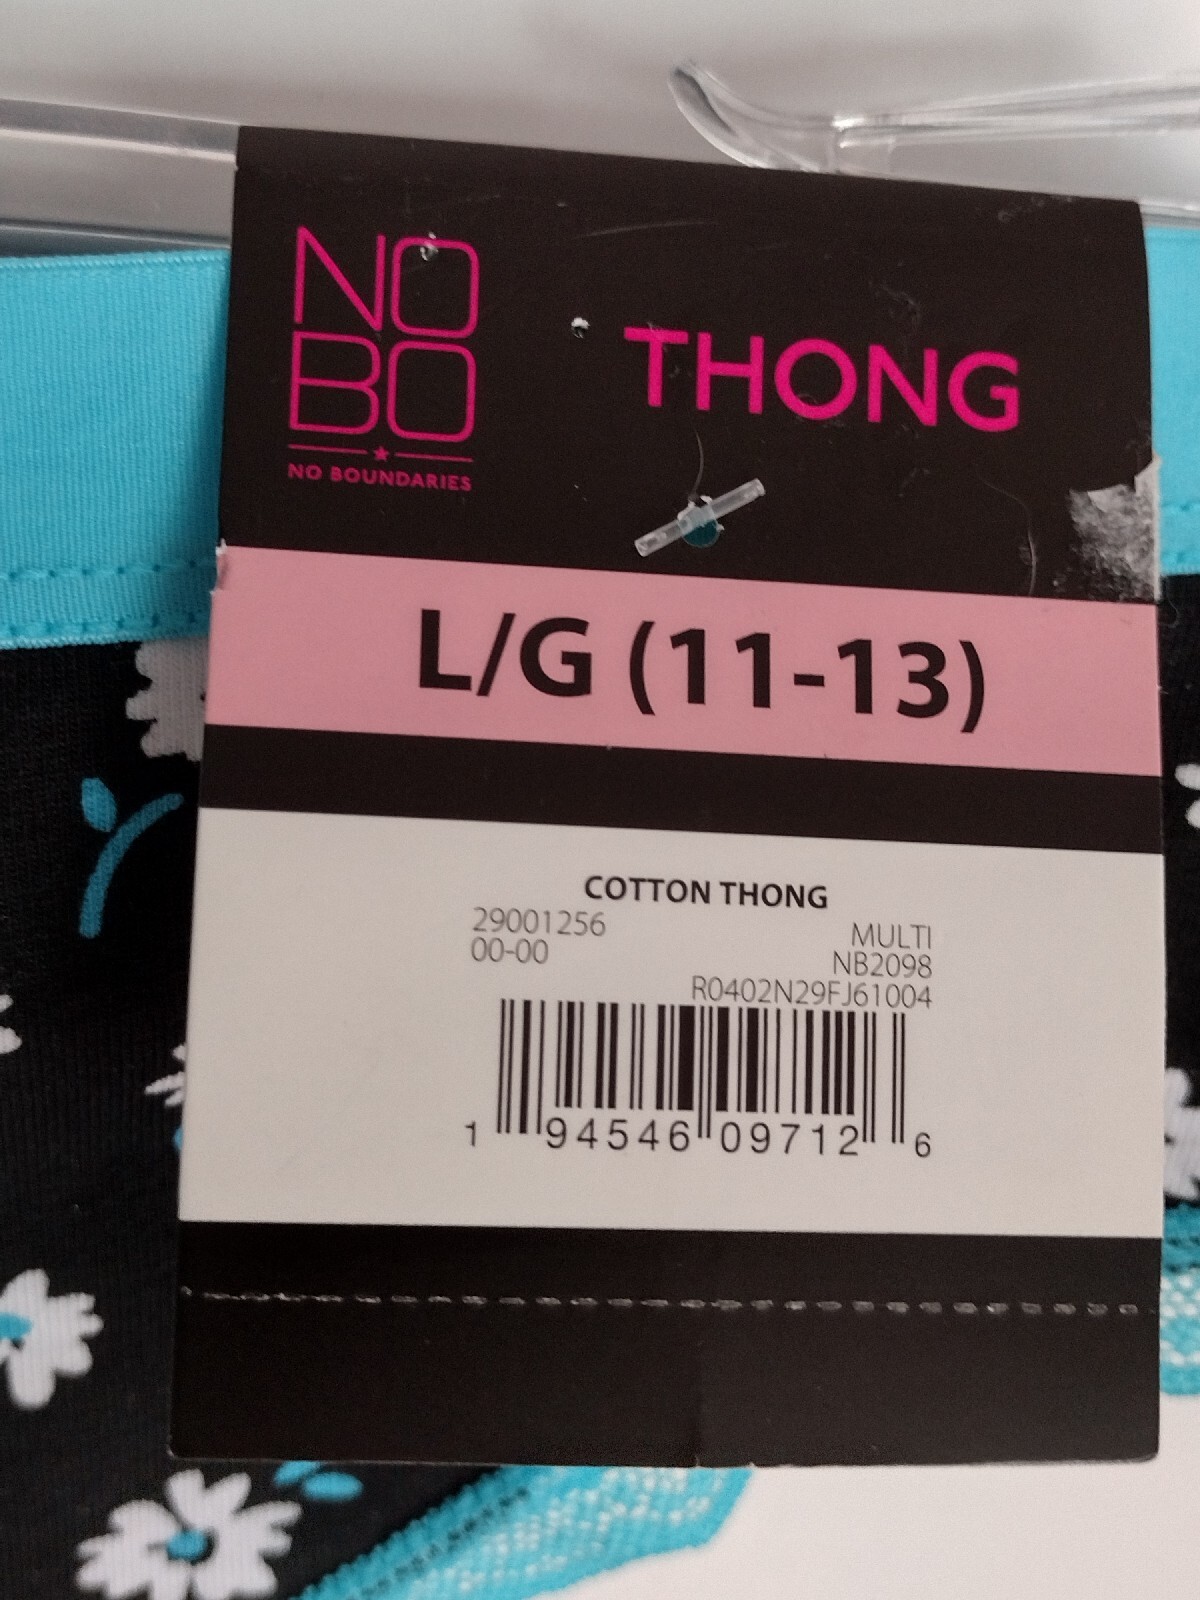 NO
BO
NO BOUNDARIES
THONG
L/G (11-13)
COTTON THONG
29001256
00-00
MULTI
NB2098
R0402N29FJ61004
1 94546 09712 6